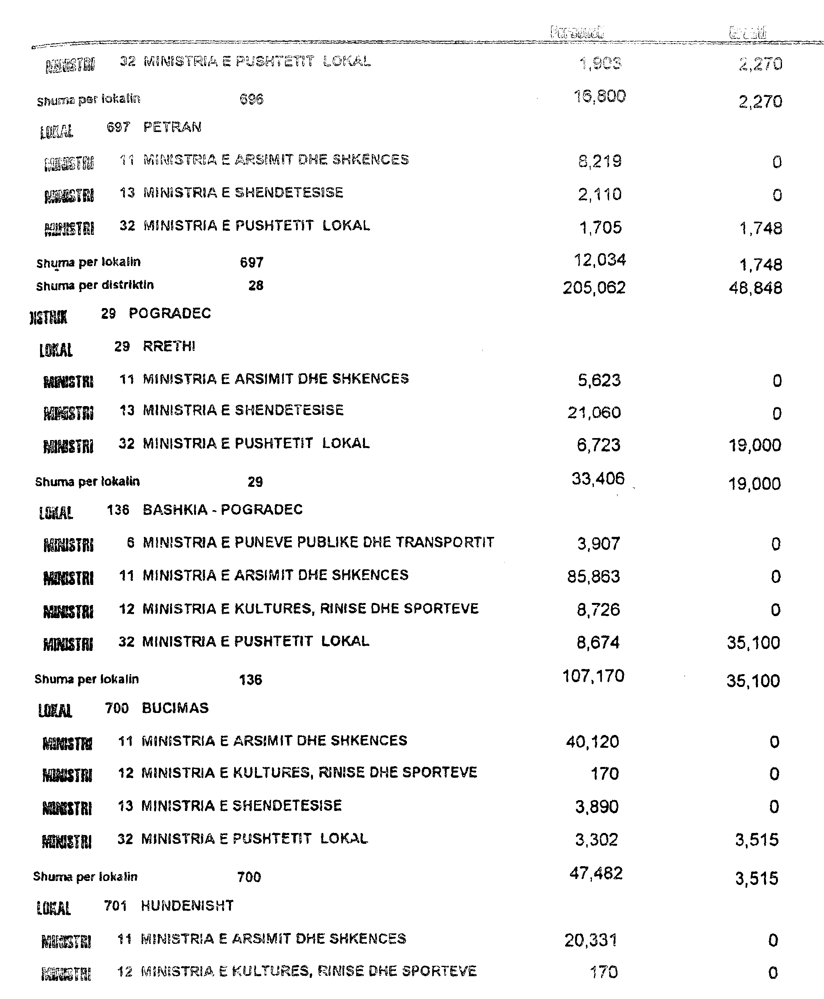 Personeli
MINISTRI 32 MINISTRIA E PUSHTETIT LOKAL 1,903 2,270
Shuma per lokalin 696 16,800 2,270
LOKAL 697 PETRAN
MINISTRI 11 MINISTRIA E ARSIMIT DHE SHKENCES 8,219 0
MINISTRI 13 MINISTRIA E SHENDETESISE 2,110 0
MINISTRI 32 MINISTRIA E PUSHTETIT LOKAL 1,705 1,748
Shuma per lokalin 697 12,034 1,748
Shuma per distriktin 28 205,062 48,848
DISTRIK 29 POGRADEC
LOKAL 29 RRETHI
MINISTRI 11 MINISTRIA E ARSIMIT DHE SHKENCES 5,623 0
MINISTRI 13 MINISTRIA E SHENDETESISE 21,060 0
MINISTRI 32 MINISTRIA E PUSHTETIT LOKAL 6,723 19,000
Shuma per lokalin 29 33,406 19,000
LOKAL 136 BASHKIA - POGRADEC
MINISTRI 6 MINISTRIA E PUNEVE PUBLIKE DHE TRANSPORTIT 3,907 0
MINISTRI 11 MINISTRIA E ARSIMIT DHE SHKENCES 85,863 0
MINISTRI 12 MINISTRIA E KULTURES, RINISE DHE SPORTEVE 8,726 0
MINISTRI 32 MINISTRIA E PUSHTETIT LOKAL 8,674 35,100
Shuma per lokalin 136 107,170 35,100
LOKAL 700 BUCIMAS
MINISTRI 11 MINISTRIA E ARSIMIT DHE SHKENCES 40,120 0
MINISTRI 12 MINISTRIA E KULTURES, RINISE DHE SPORTEVE 170 0
MINISTRI 13 MINISTRIA E SHENDETESISE 3,890 0
MINISTRI 32 MINISTRIA E PUSHTETIT LOKAL 3,302 3,515
Shuma per lokalin 700 47,482 3,515
LOKAL 701 HUNDENISHT
MINISTRI 11 MINISTRIA E ARSIMIT DHE SHKENCES 20,331 0
MINISTRI 12 MINISTRIA E KULTURES, RINISE DHE SPORTEVE 170 0